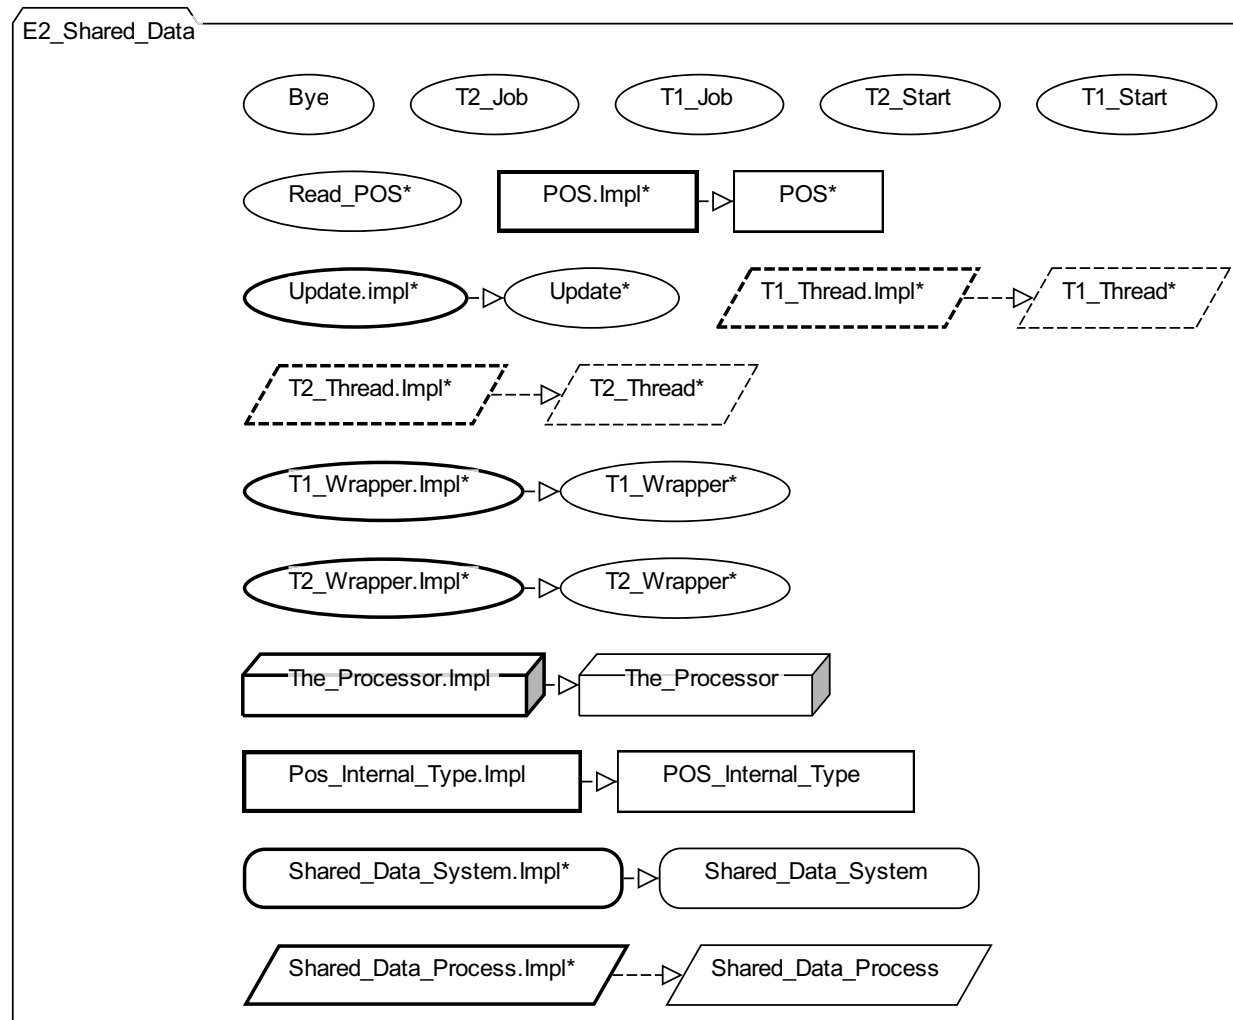 E2_Shared_Data
Bye T2_Job T1_Job T2_Start T1_Start
Read_POS* POS.Impl* POS*
Update.impl* Update* T1_Thread.Impl* T1_Thread*
T2_Thread.Impl* T2_Thread*
T1_Wrapper.Impl* T1_Wrapper*
T2_Wrapper.Impl* T2_Wrapper*
The_Processor.Impl The_Processor
Pos_Internal_Type.Impl POS_Internal_Type
Shared_Data_System.Impl* Shared_Data_System
Shared_Data_Process.Impl* Shared_Data_Process